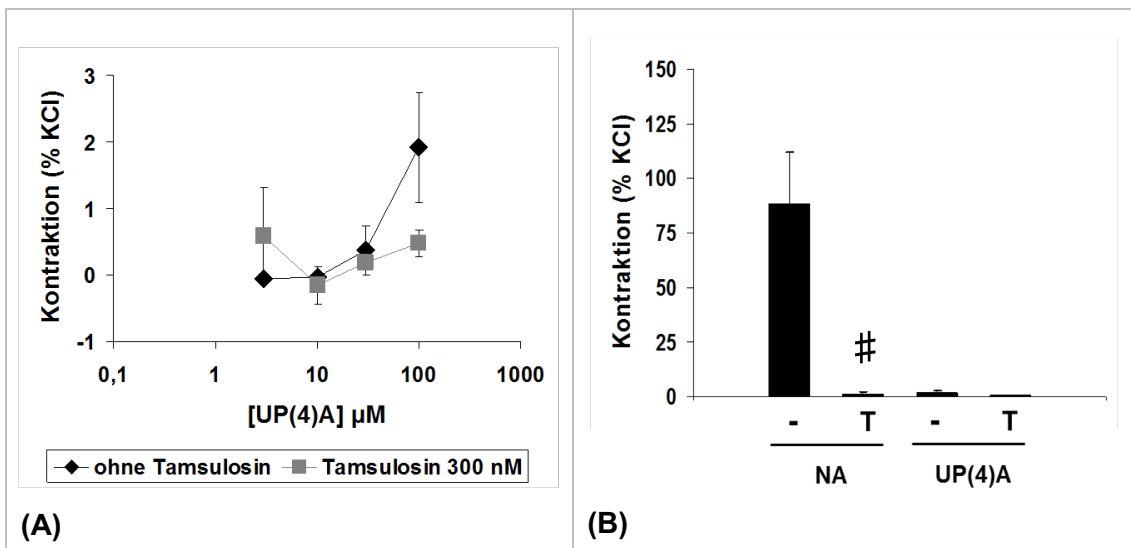 3
2
1
0
-1
Kontraktion (% KCl)
0,1 1 10 100 1000
[UP(4)A] µM
ohne Tamsulosin Tamsulosin 300 nM
(A)
150
125
100
75
50
25
0
Kontraktion (% KCl)
#
- T - T
NA UP(4)A
(B)